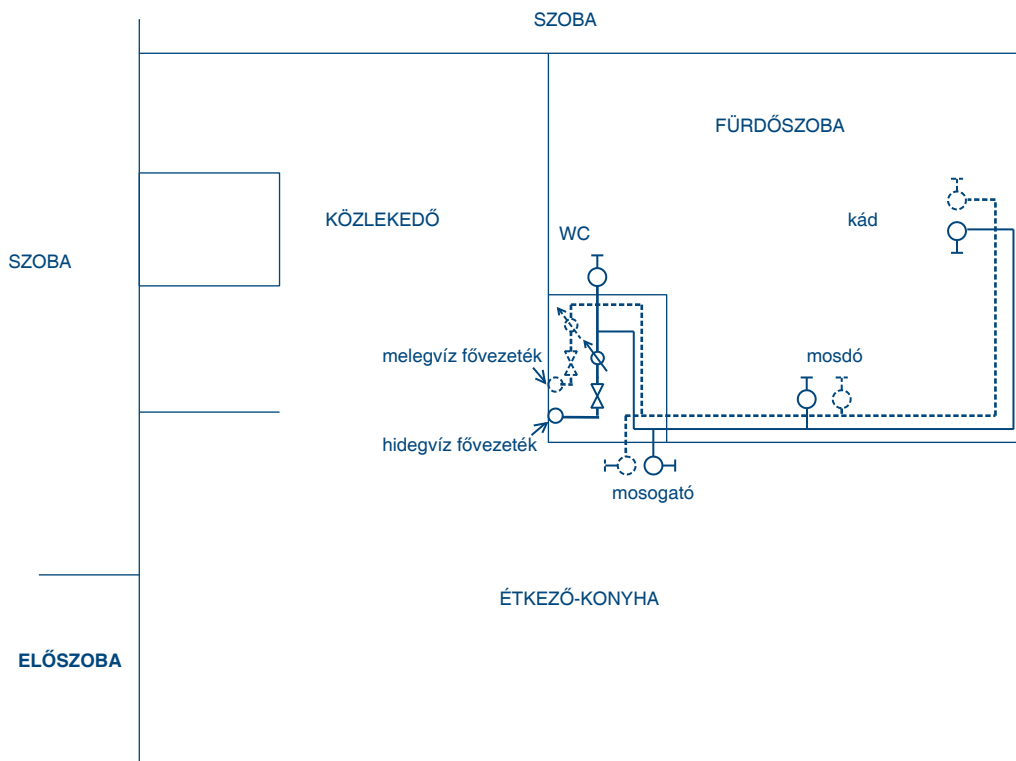 SZOBA
FÜRDŐSZOBA
KÖZLEKEDŐ
kád
WC
SZOBA
melegvíz fővezeték
mosdó
hidegvíz fővezeték
mosogató
ÉTKEZŐ-KONYHA
ELŐSZOBA